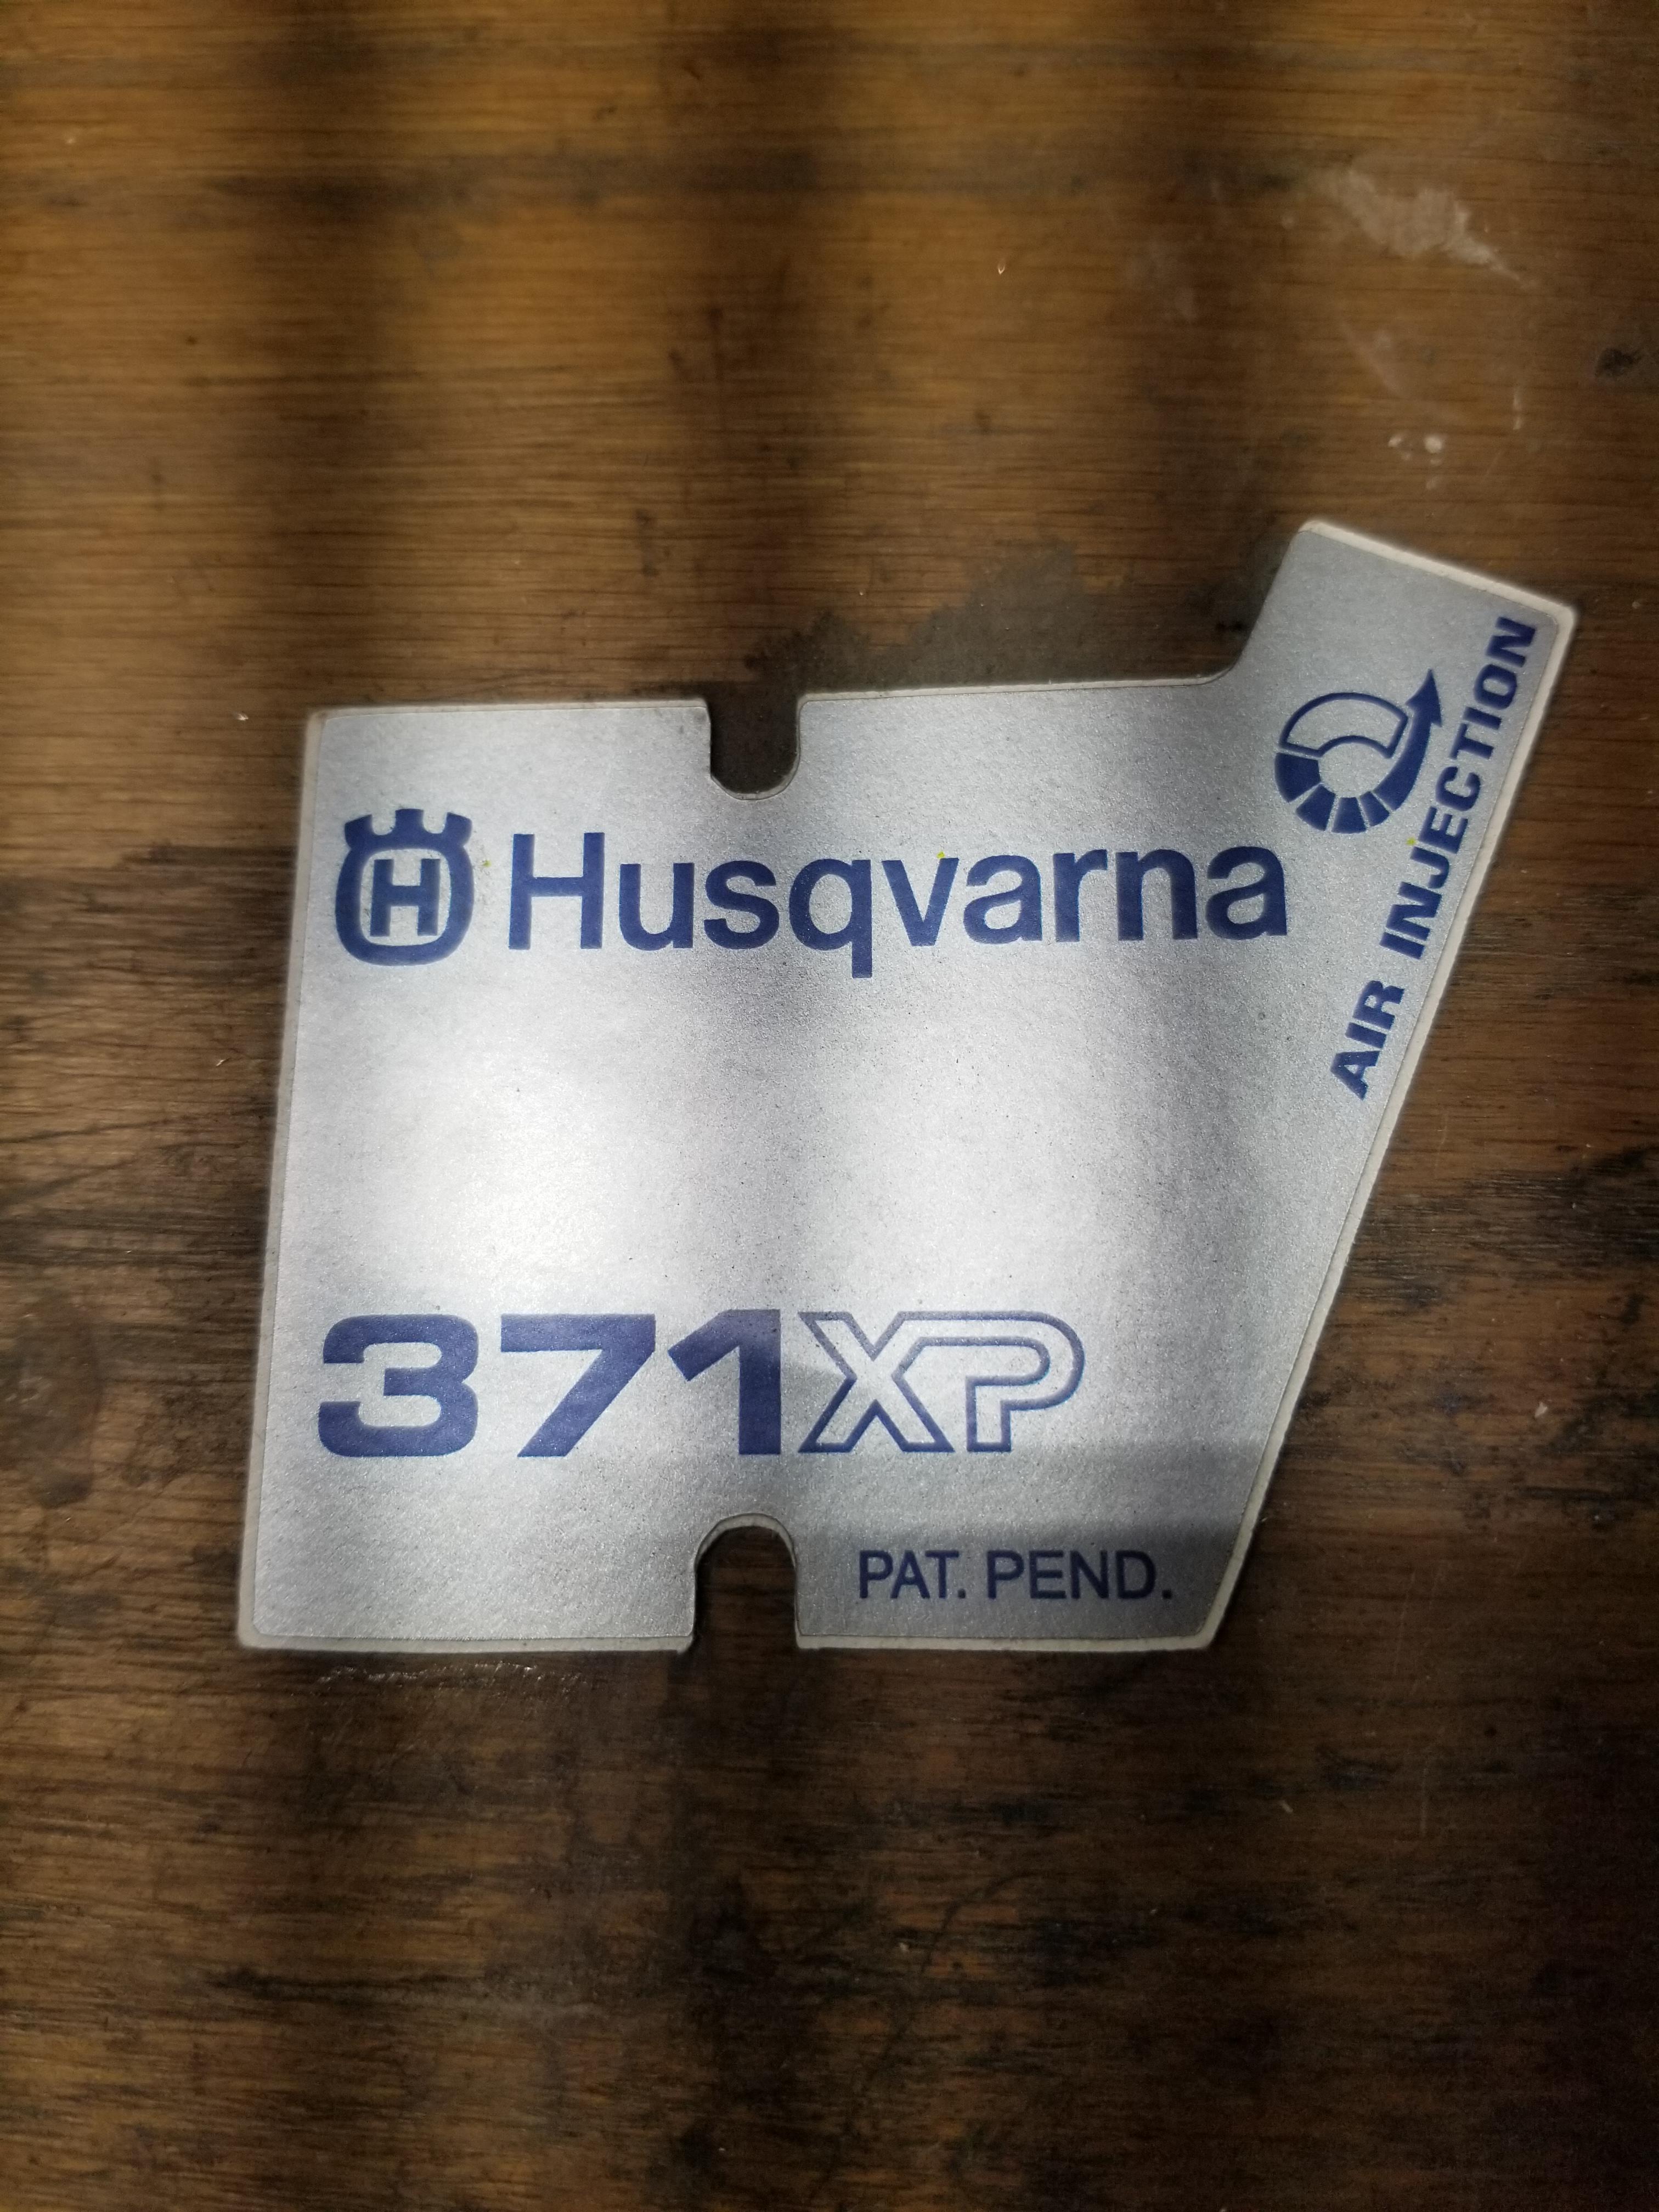 H Husqvarna
AIR INJECTION
371XP
PAT. PEND.